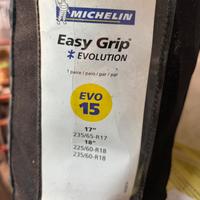 MICHELIN
Easy Grip®
EVOLUTION
1 paire / pair / par / par
EVO
15
17"
235/65-R17
18"
225/60-R18
235/60-R18